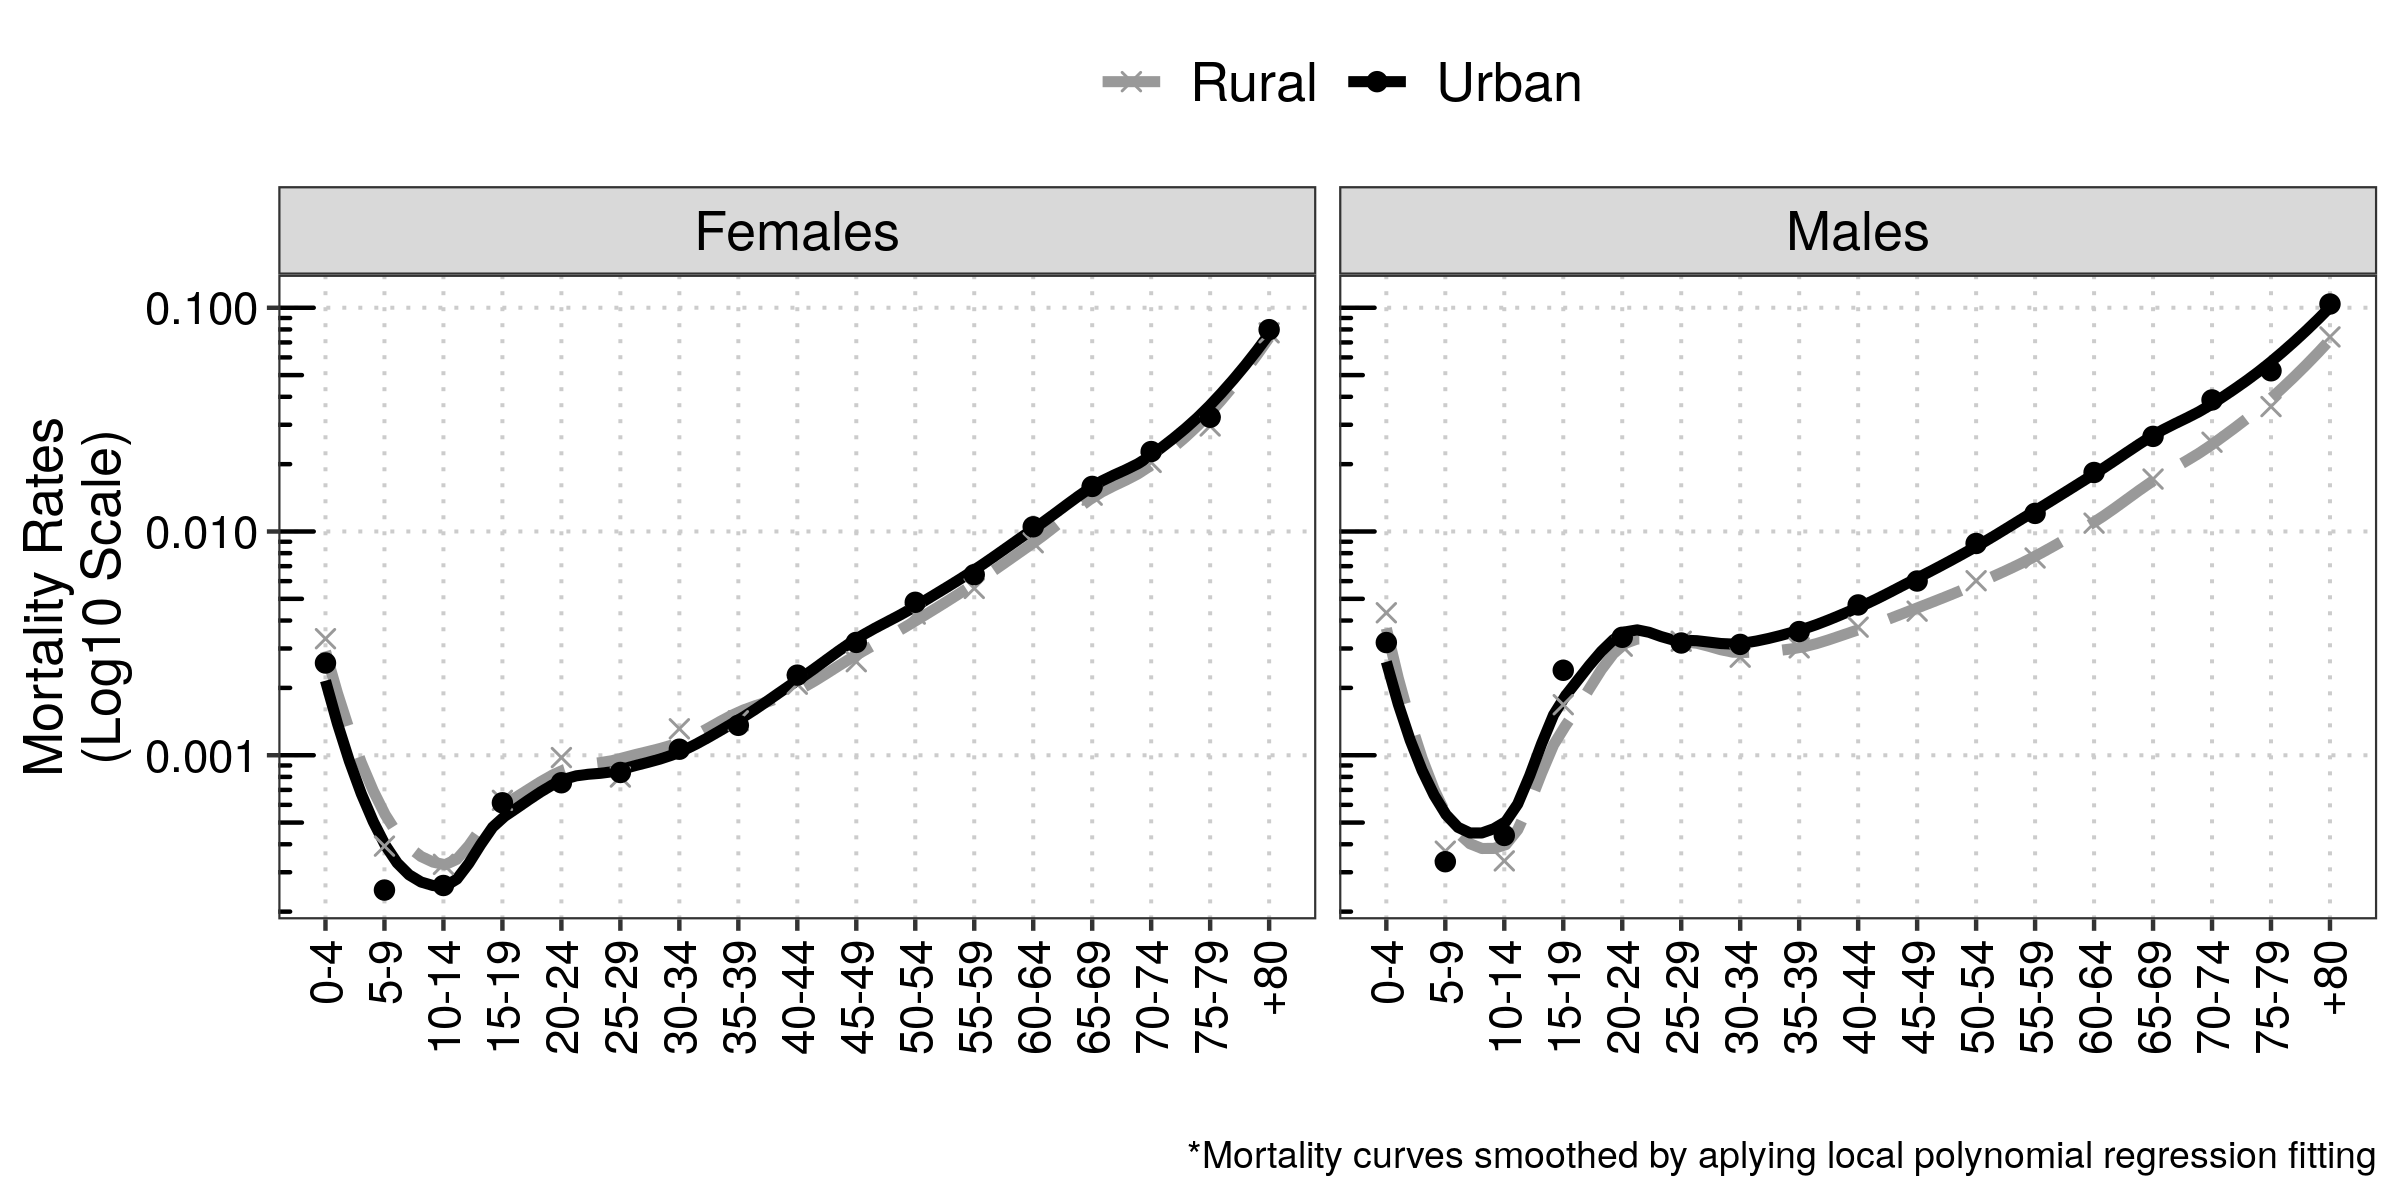 Rural Urban
Females Males
Mortality Rates
(Log10 Scale)
0.100
0.010
0.001
0-4 5-9 10-14 15-19 20-24 25-29 30-34 35-39 40-44 45-49 50-54 55-59 60-64 65-69 70-74 75-79 +80
0-4 5-9 10-14 15-19 20-24 25-29 30-34 35-39 40-44 45-49 50-54 55-59 60-64 65-69 70-74 75-79 +80
*Mortality curves smoothed by aplying local polynomial regression fitting